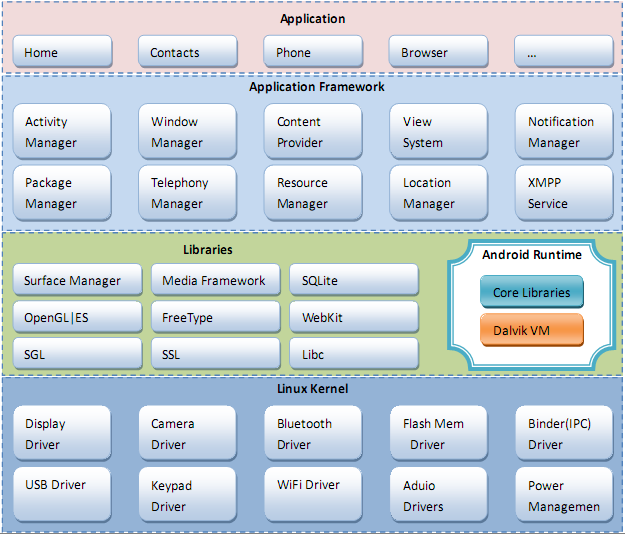 Application
Home
Contacts
Phone
Browser
...
Application Framework
Activity
Manager
Window
Manager
Content
Provider
View
System
Notification
Manager
Package
Manager
Telephony
Manager
Resource
Manager
Location
Manager
XMPP
Service
Libraries
Surface Manager
Media Framework
SQLite
OpenGL|ES
FreeType
WebKit
SGL
SSL
Libc
Android Runtime
Core Libraries
Dalvik VM
Linux Kernel
Display
Driver
Camera
Driver
Bluetooth
Driver
Flash Mem
Driver
Binder(IPC)
Driver
USB Driver
Keypad
Driver
WiFi Driver
Aduio
Drivers
Power
Managemen